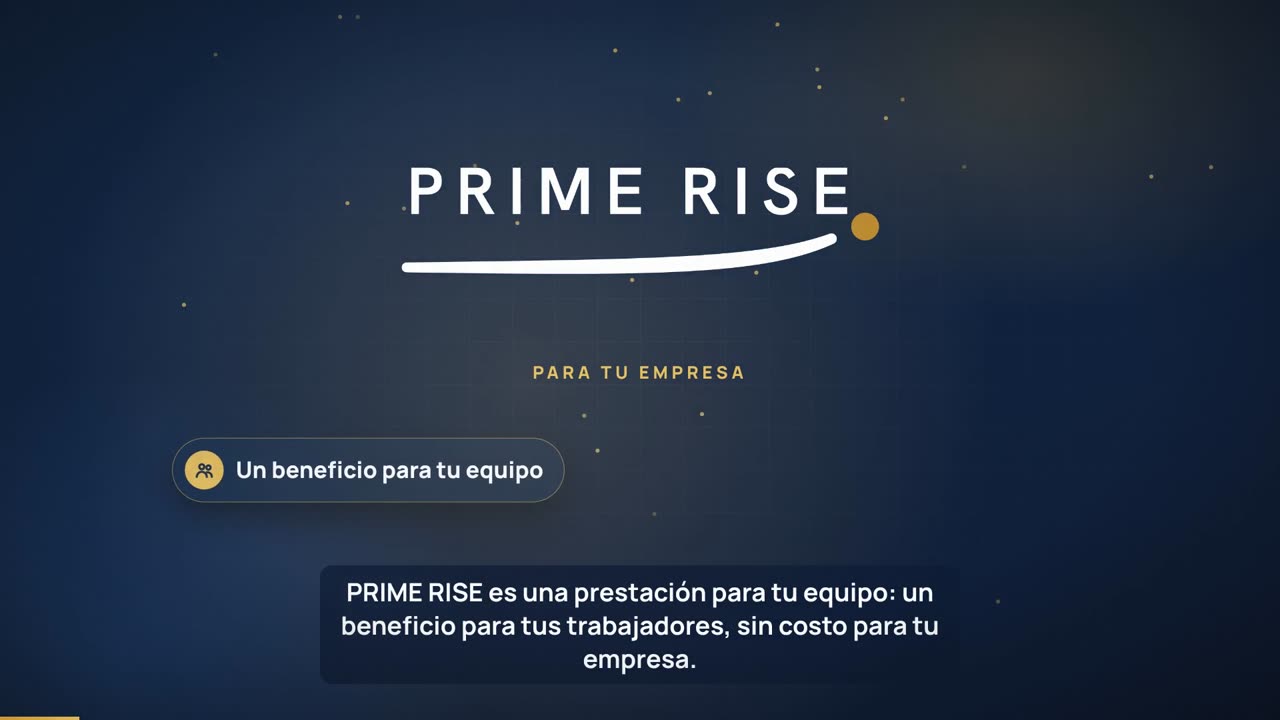 PRIME RISE
PARA TU EMPRESA
Un beneficio para tu equipo
PRIME RISE es una prestación para tu equipo: un
beneficio para tus trabajadores, sin costo para tu
empresa.